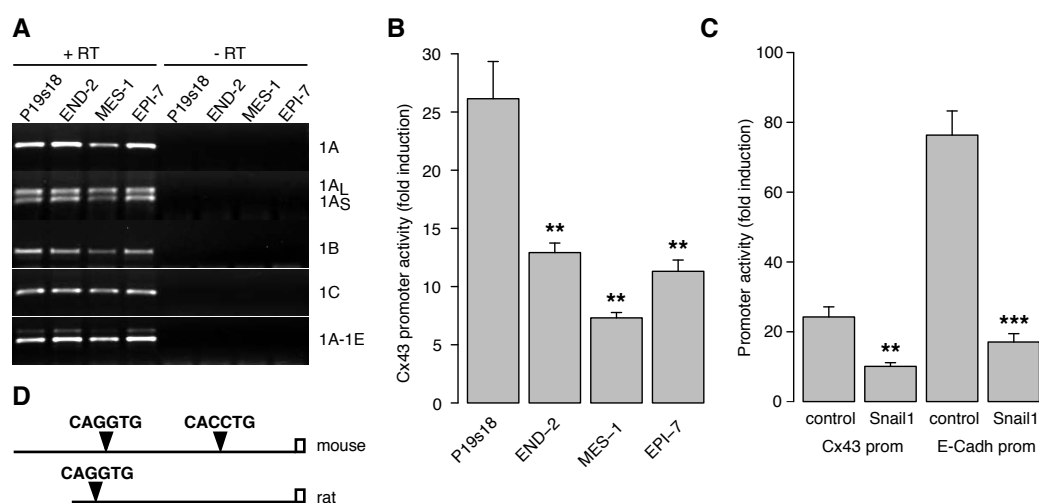 A
+ RT
- RT
P19s18
END-2
MES-1
EPI-7
P19s18
END-2
MES-1
EPI-7
1A
1AL
1AS
1B
1C
1A-1E
B
Cx43 promoter activity (fold induction)
30
25
20
15
10
5
0
**
**
**
P19s18
END–2
MES–1
EPI–7
C
Promoter activity (fold induction)
100
80
60
40
20
0
**
***
control Snail1 control Snail1
Cx43 prom E-Cadh prom
D
CAGGTG CACCTG
mouse
CAGGTG
rat